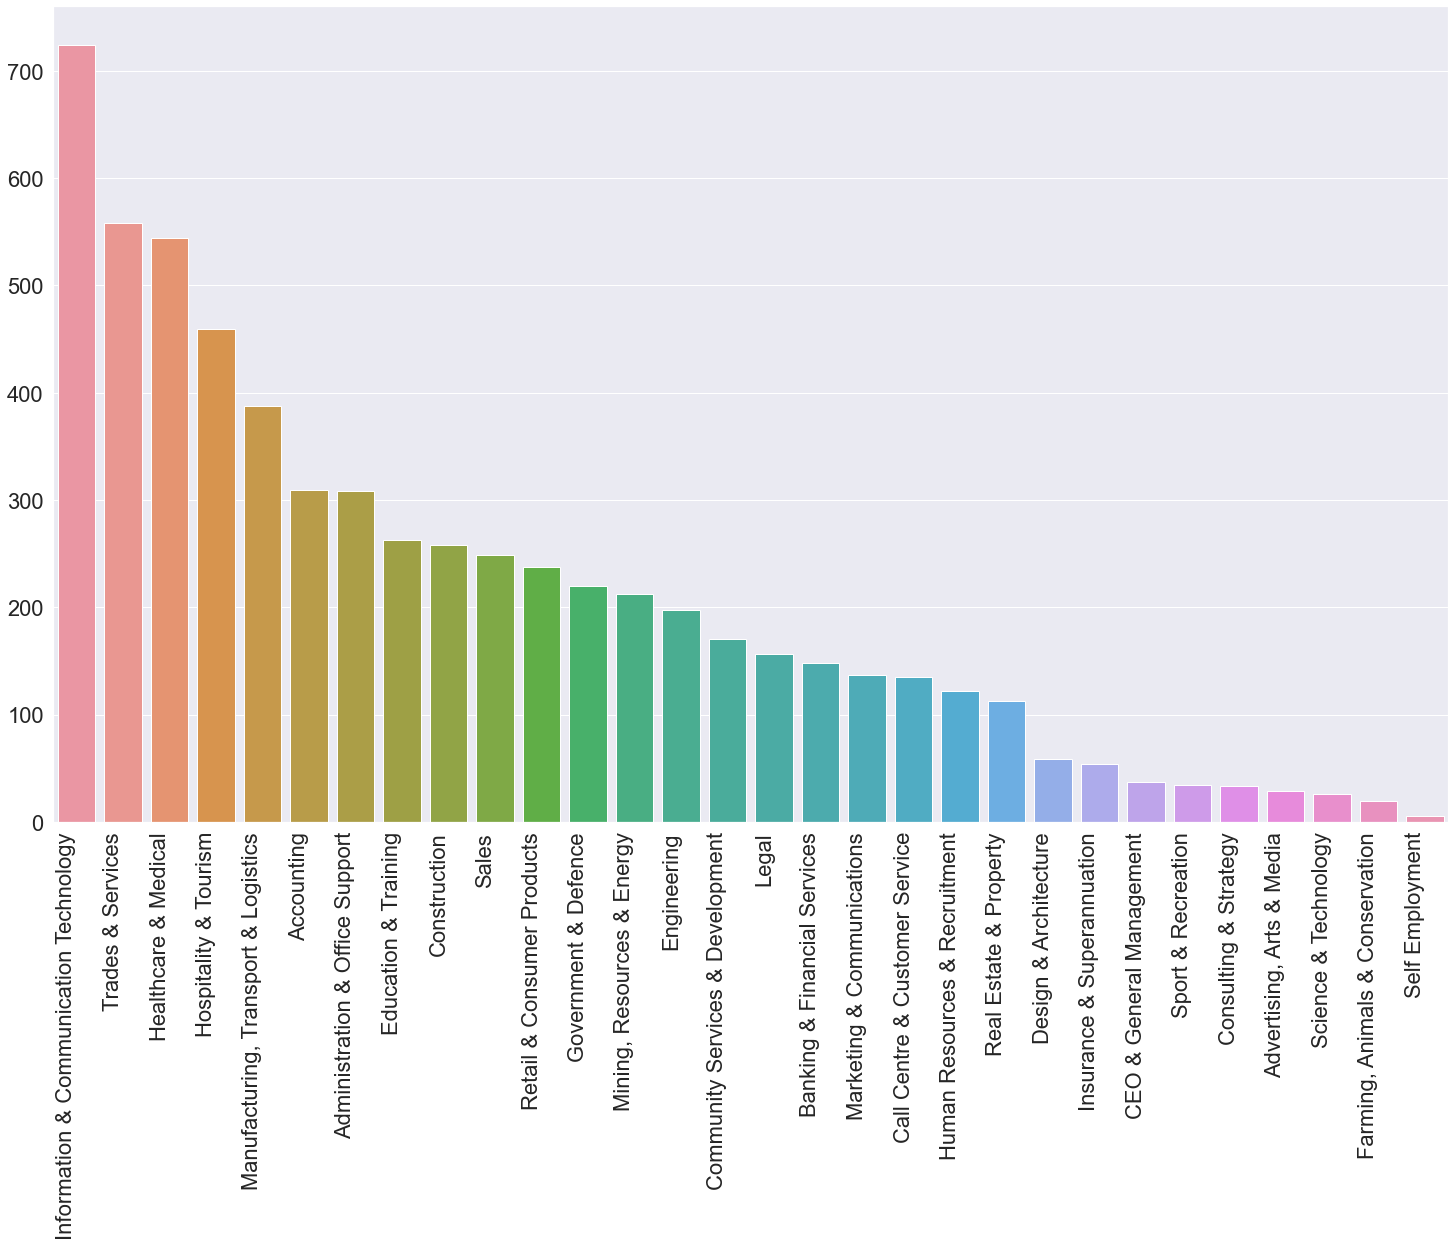 700
600
500
400
300
200
100
0
Information & Communication Technology
Trades & Services
Healthcare & Medical
Hospitality & Tourism
Manufacturing, Transport & Logistics
Accounting
Administration & Office Support
Education & Training
Construction
Sales
Retail & Consumer Products
Government & Defence
Mining, Resources & Energy
Engineering
Community Services & Development
Legal
Banking & Financial Services
Marketing & Communications
Call Centre & Customer Service
Human Resources & Recruitment
Real Estate & Property
Design & Architecture
Insurance & Superannuation
CEO & General Management
Sport & Recreation
Consulting & Strategy
Advertising, Arts & Media
Science & Technology
Farming, Animals & Conservation
Self Employment